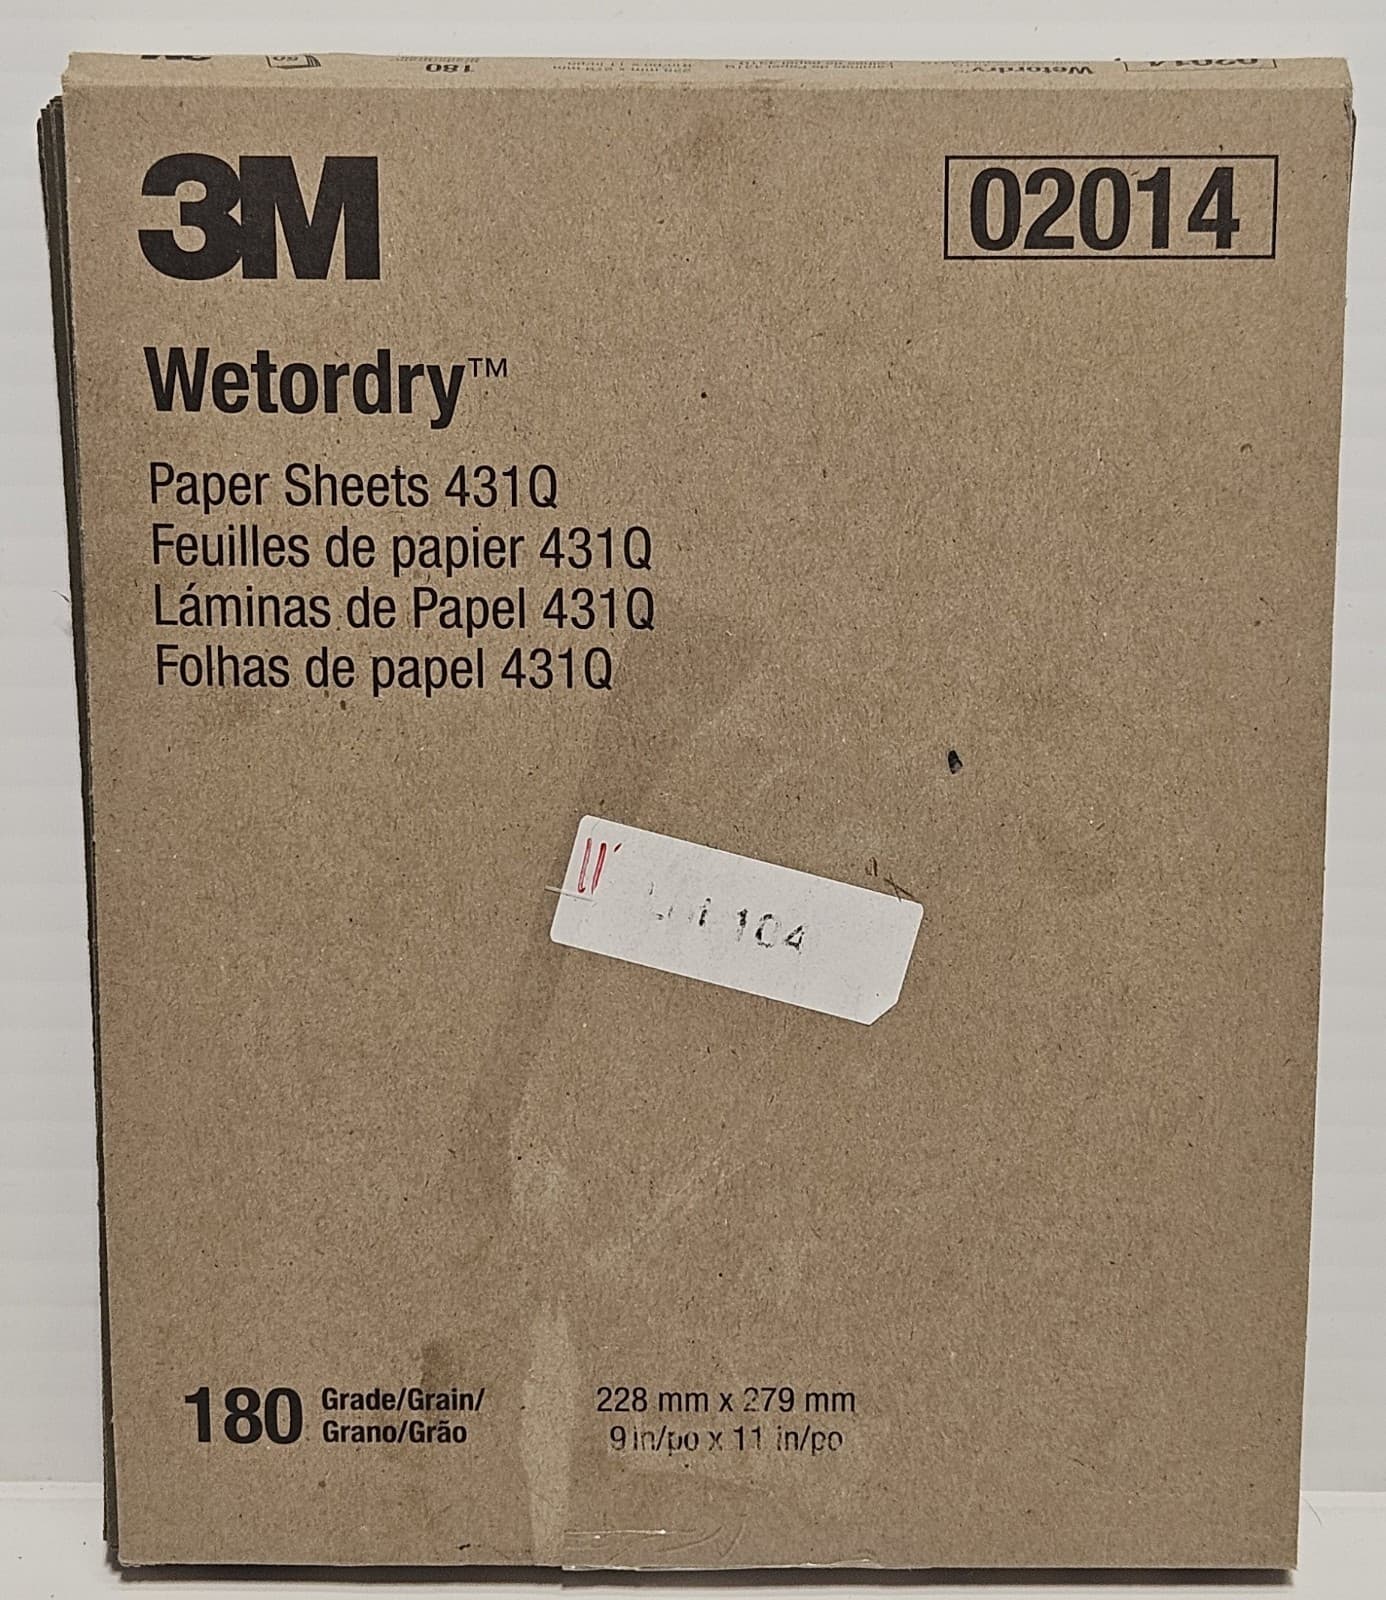 3M
02014
Wetordry™
Paper Sheets 431Q
Feuilles de papier 431Q
Láminas de Papel 431Q
Folhas de papel 431Q
104
180 Grade/Grain/
Grano/Grão
228 mm x 279 mm
9 in/po x 11 in/po